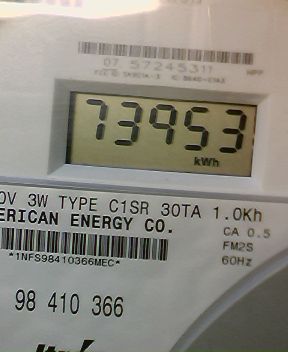 07 57245311
73953
kWh
0V 3W TYPE C1SR 30TA 1.0Kh
ERICAN ENERGY CO.
CA 0.5
FM2S
*1NFS98410366MEC*
60Hz
98 410 366